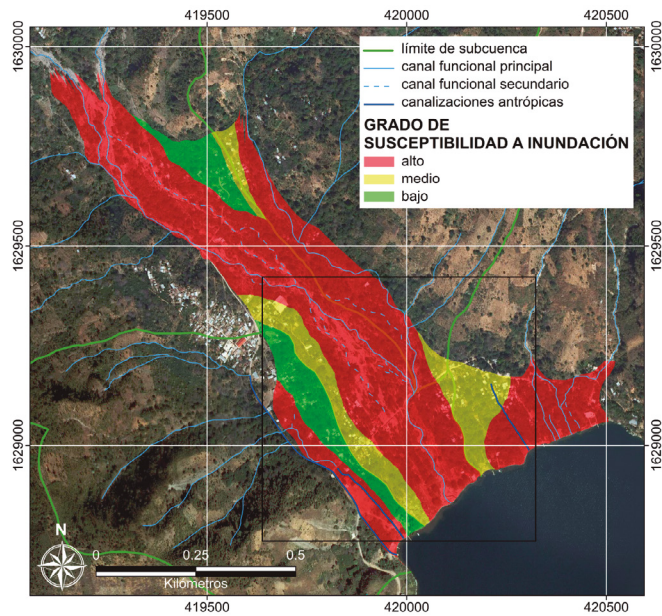 419500 420000 420500
1630000
1630000
límite de subcuenca
canal funcional principal
canal funcional secundario
canalizaciones antrópicas
GRADO DE
SUSCEPTIBILIDAD A INUNDACIÓN
alto
medio
bajo
1629500
1629500
1629000
1629000
N
0 0.25 0.5
Kilómetros
419500 420000 420500